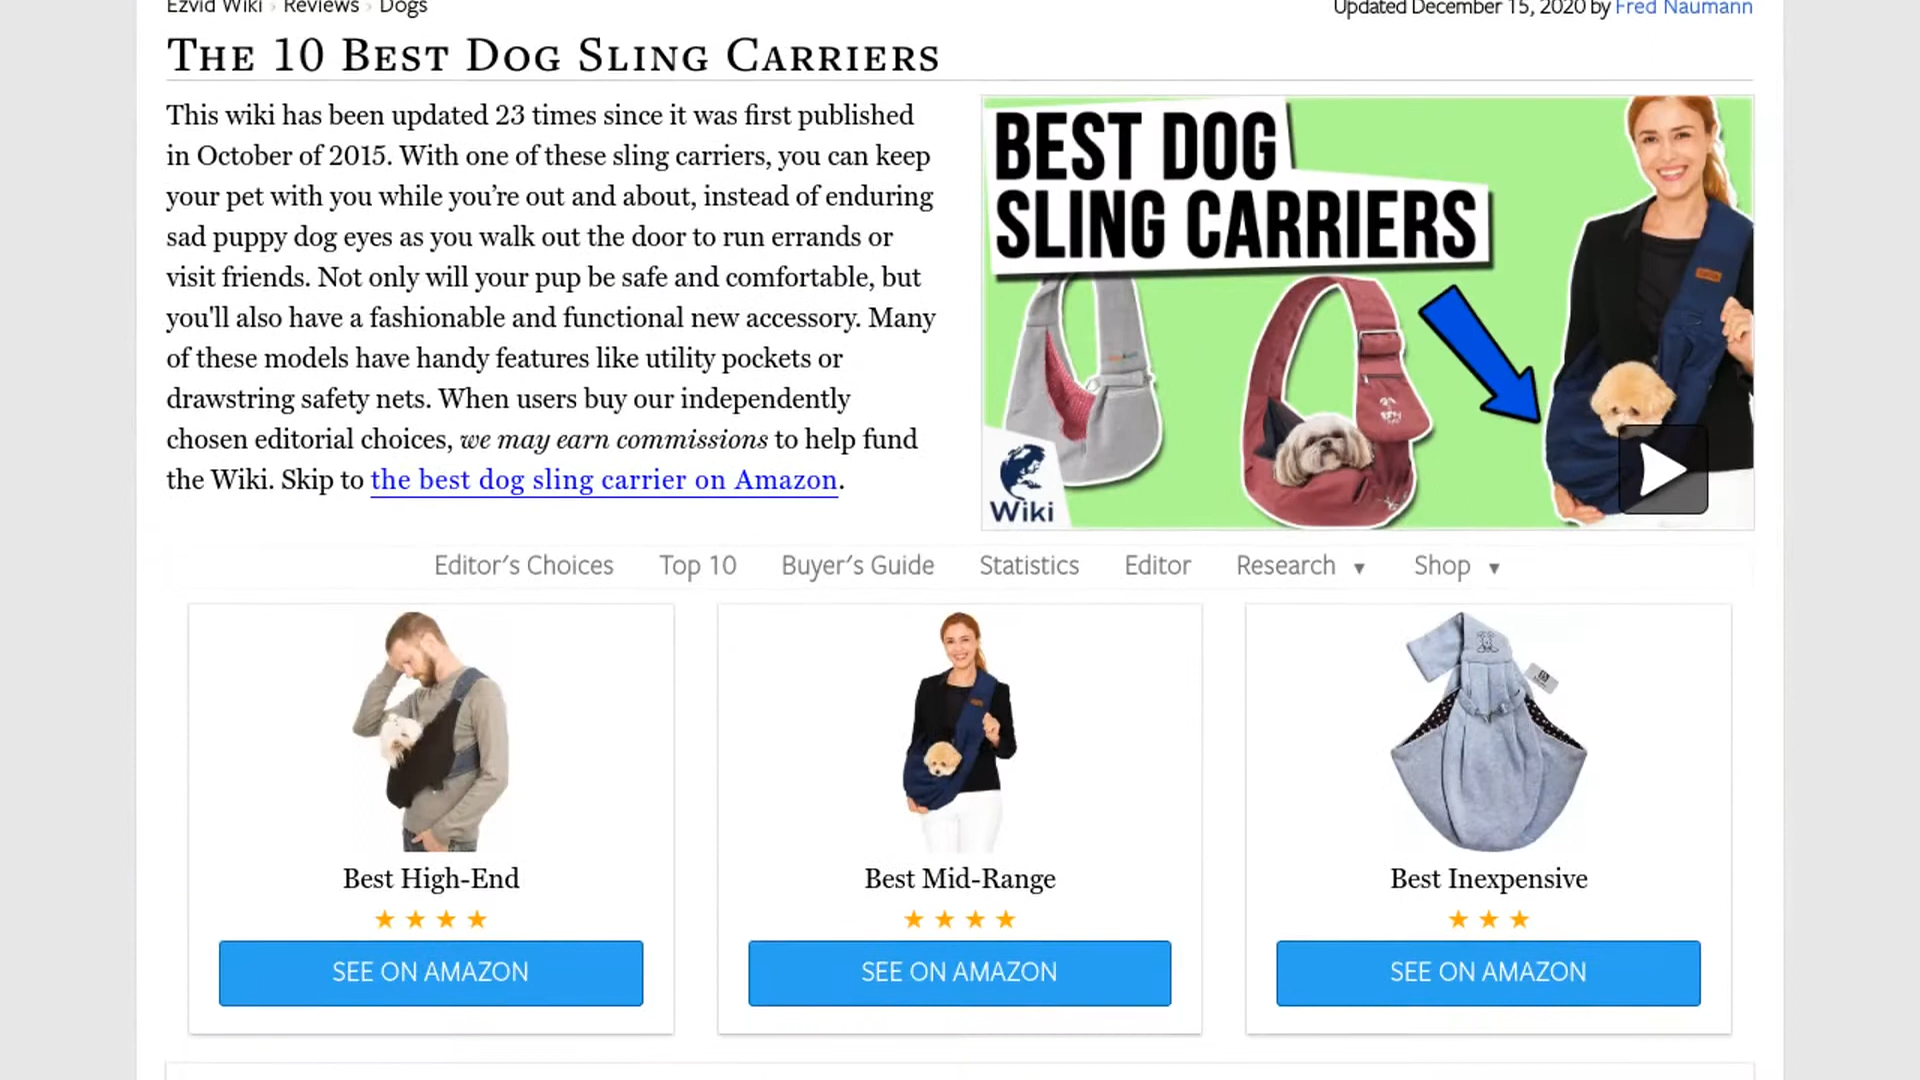 Ezvid Wiki › Reviews › Dogs
Updated December 15, 2020 by Fred Naumann
The 10 Best Dog Sling Carriers
This wiki has been updated 23 times since it was first published
in October of 2015. With one of these sling carriers, you can keep
your pet with you while you’re out and about, instead of enduring
sad puppy dog eyes as you walk out the door to run errands or
visit friends. Not only will your pup be safe and comfortable, but
you'll also have a fashionable and functional new accessory. Many
of these models have handy features like utility pockets or
drawstring safety nets. When users buy our independently
chosen editorial choices, we may earn commissions to help fund
the Wiki. Skip to the best dog sling carrier on Amazon.
BEST DOG
SLING CARRIERS
Wiki
Editor’s Choices Top 10 Buyer’s Guide Statistics Editor Research ▼ Shop ▼
Best High-End
SEE ON AMAZON
Best Mid-Range
SEE ON AMAZON
Best Inexpensive
SEE ON AMAZON